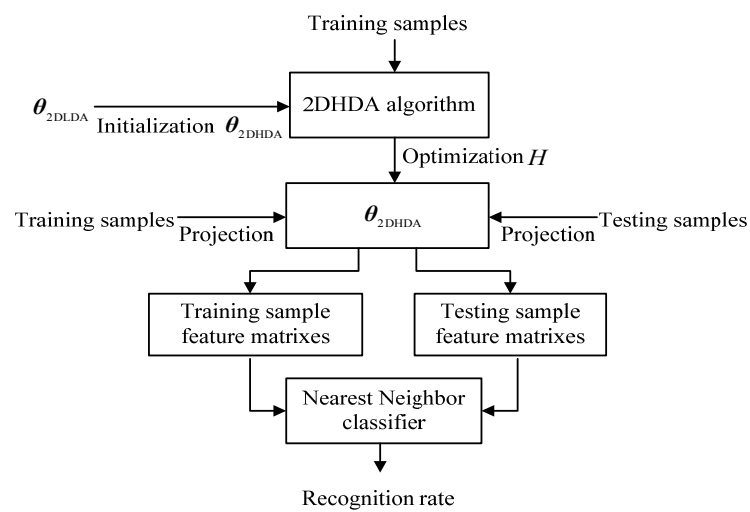 Training samples
2DHDA algorithm
θ2DLDA
Initialization θ2DHDA
Optimization H
Training samples
Projection
θ2DHDA
Projection
Testing samples
Training sample
feature matrixes
Testing sample
feature matrixes
Nearest Neighbor
classifier
Recognition rate